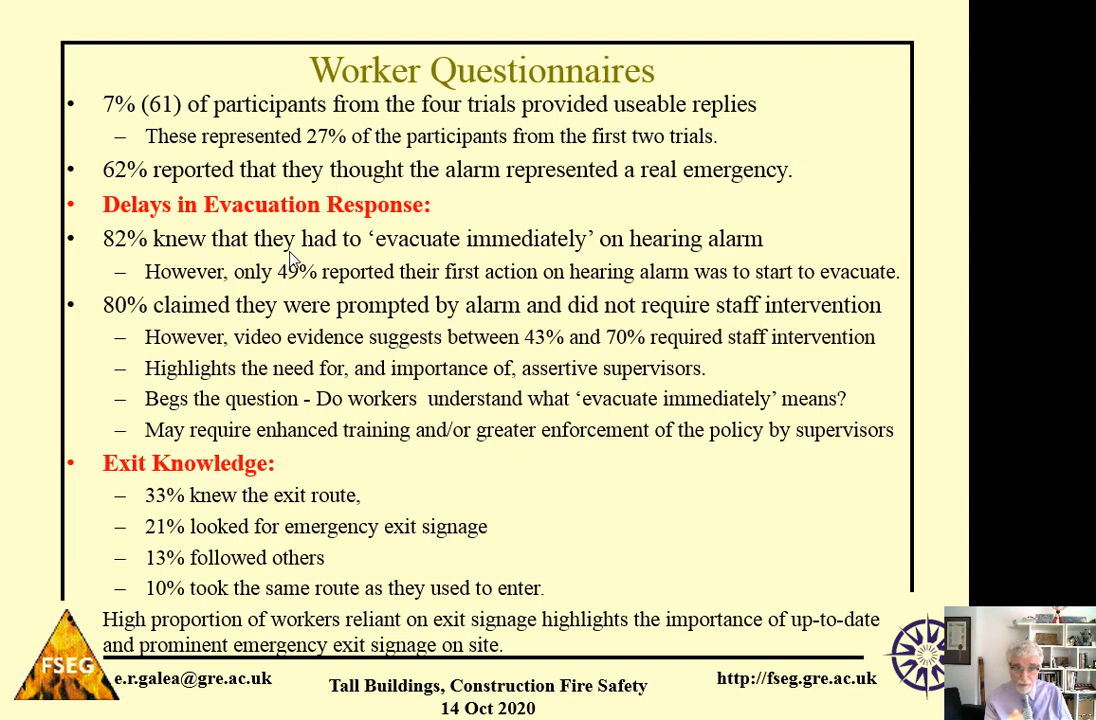 Worker Questionnaires
• 7% (61) of participants from the four trials provided useable replies
– These represented 27% of the participants from the first two trials.
• 62% reported that they thought the alarm represented a real emergency.
• Delays in Evacuation Response:
• 82% knew that they had to ‘evacuate immediately’ on hearing alarm
– However, only 49% reported their first action on hearing alarm was to start to evacuate.
• 80% claimed they were prompted by alarm and did not require staff intervention
– However, video evidence suggests between 43% and 70% required staff intervention
– Highlights the need for, and importance of, assertive supervisors.
– Begs the question - Do workers  understand what ‘evacuate immediately’ means?
– May require enhanced training and/or greater enforcement of the policy by supervisors
• Exit Knowledge:
– 33% knew the exit route,
– 21% looked for emergency exit signage
– 13% followed others
– 10% took the same route as they used to enter.
High proportion of workers reliant on exit signage highlights the importance of up-to-date
and prominent emergency exit signage on site.
FSEG
e.r.galea@gre.ac.uk
Tall Buildings, Construction Fire Safety
14 Oct 2020
http://fseg.gre.ac.uk